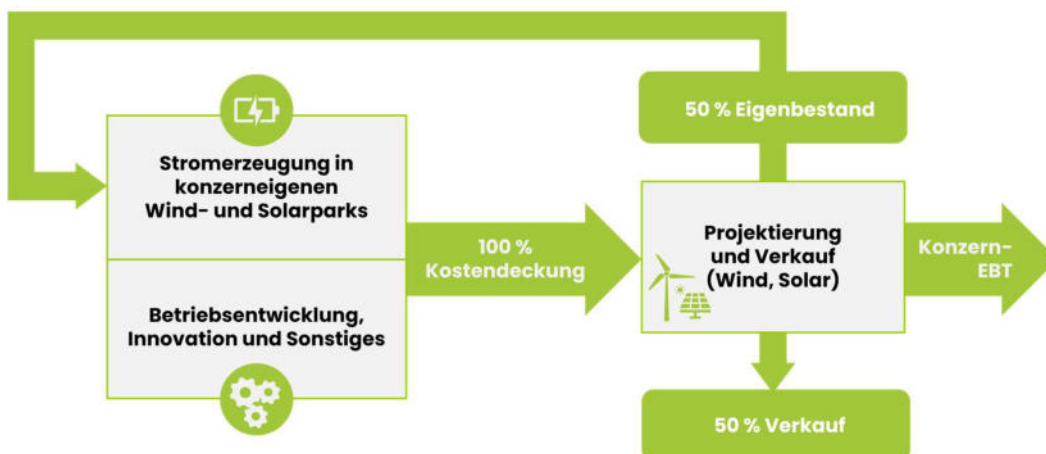 Stromerzeugung in
konzerneigenen
Wind- und Solarparks
Betriebsentwicklung,
Innovation und Sonstiges
100 %
Kostendeckung
50 % Eigenbestand
Projektierung
und Verkauf
(Wind, Solar)
50 % Verkauf
Konzern-
EBT